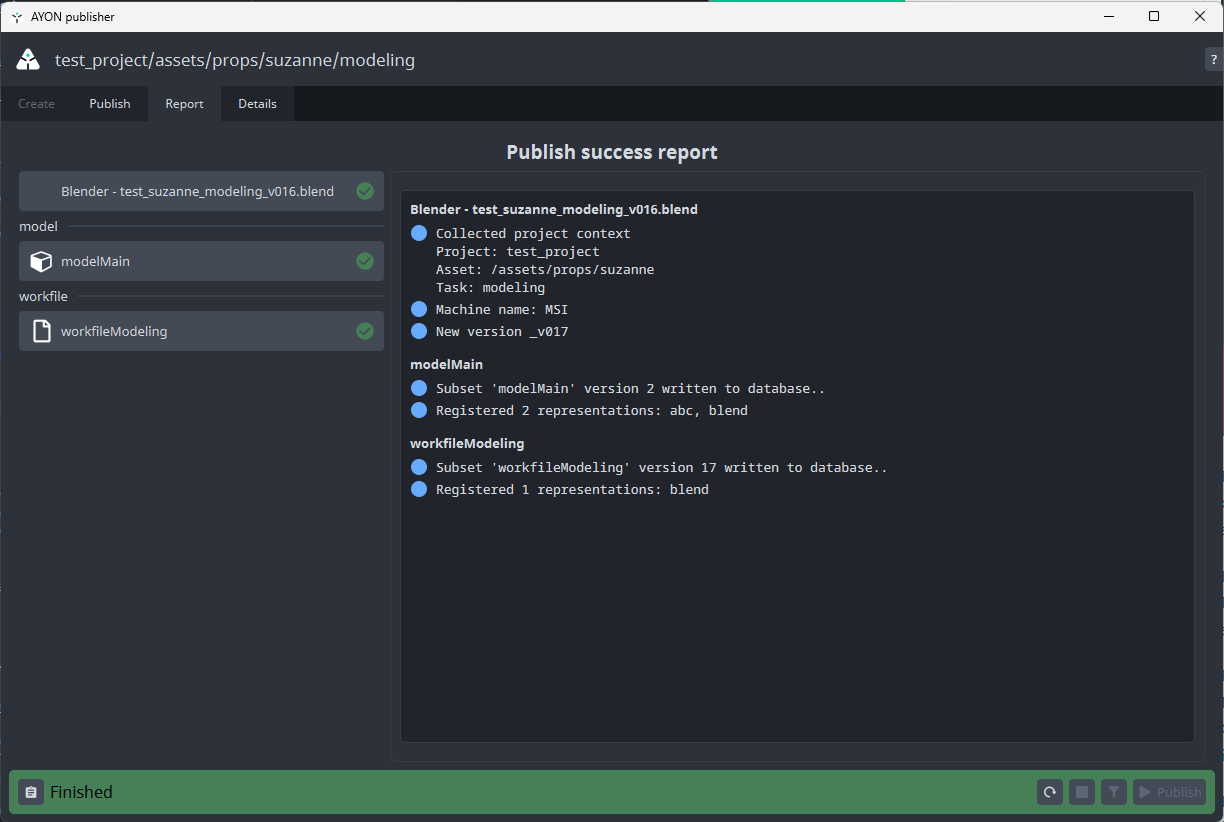 AYON publisher
test_project/assets/props/suzanne/modeling
?
Create Publish Report Details
Publish success report
Blender - test_suzanne_modeling_v016.blend
model
modelMain
workfile
workfileModeling
Blender - test_suzanne_modeling_v016.blend
Collected project context
Project: test_project
Asset: /assets/props/suzanne
Task: modeling
Machine name: MSI
New version _v017
modelMain
Subset 'modelMain' version 2 written to database..
Registered 2 representations: abc, blend
workfileModeling
Subset 'workfileModeling' version 17 written to database..
Registered 1 representations: blend
Finished
Publish